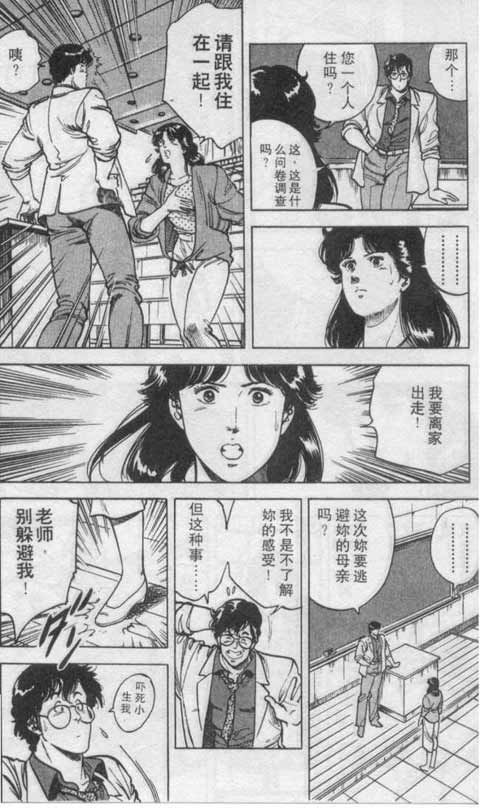 那个⋯
您一个人
住吗？
这、这是什
么问卷调查
吗？
⋯⋯⋯⋯
请跟我住
在一起！
咦？
我要离家
出走！
⋯⋯⋯⋯
这次妳要逃
避妳的母亲
吗？
我不是不了解
妳的感受！
但这种事⋯⋯
老师，
别躲避我！
吓死小
生我